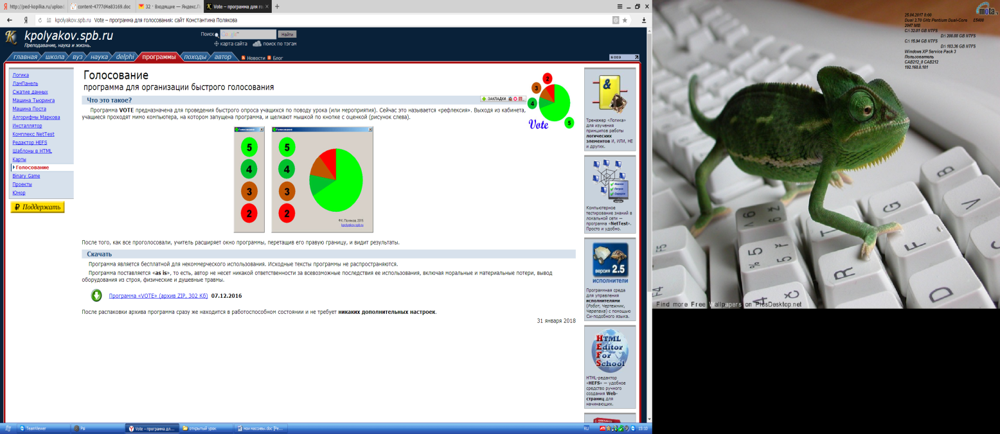 http://ped-kopilka.ru/upload
content-4777d4a83169.doc
32 · Входящие — Яндекс.П
Vote – программа для го
kpolyakov.spb.ru Vote – программа для голосования: сайт Константина Полякова
kpolyakov.spb.ru
Преподавание, наука и жизнь.
Поиск
Найти
карта сайта поиск по тэгам
главная школа вуз наука delphi программы походы автор Новости Блог
Логика
ЛамПанель
Сжатие данных
Машина Тьюринга
Машина Поста
Алгорифмы Маркова
Инсталлятор
Комплекс NetTest
Редактор HEFS
Шаблоны в HTML
Карты
Голосование
Binary Game
Проекты
Юмор
₽ Поддержать
Голосование
программа для организации быстрого голосования
Что это такое?
ЗАКЛАДКИ
Программа VOTE предназначена для проведения быстрого опроса учащихся по поводу урока (или мероприятия). Сейчас это называется «рефлексия». Выходя из кабинета,
учащиеся проходят мимо компьютера, на котором запущена программа, и щелкают мышкой по кнопке с оценкой (рисунок слева).
2
3
4
5
Vote
Голосование
5
4
3
2
Голосование
5
4
3
2
© К. Поляков, 2015
kpolyakov.spb.ru
После того, как все проголосовали, учитель расширяет окно программы, перетащив его правую границу, и видит результаты.
Скачать
Программа является бесплатной для некоммерческого использования. Исходные тексты программы не распространяются.
Программа поставляется «as is», то есть, автор не несет никакой ответственности за всевозможные последствия ее использования, включая моральные и материальные потери, вывод
оборудования из строя, физические и душевные травмы.
Программа «VOTE» (архив ZIP, 302 Кб) 07.12.2016
После распаковки архива программа сразу же находится в работоспособном состоянии и не требует никаких дополнительных настроек.
31 января 2018
&
Тренажер «Логика»
для изучения
принципов работы
логических
элементов И, ИЛИ, НЕ
и других.
Компьютерное
тестирование знаний в
локальной сети —
программа «NetTest».
Просто и удобно.
версия 2.5
ИСПОЛНИТЕЛИ
Программная среда
для управления
исполнителями
(Робот, Чертежник,
Черепаха) с помощью
Си-подобного языка.
HTML
Editor
For
School
HTML-редактор
«HEFS» — удобное
средство ручного
создания Web-
страниц для
начинающих.
TeamViewer
Psi
Vote – программа дл...
открытый урок
мои массивы.doc [Ре...
RU
15:10
25.04.2017 8:00
Dual 2.70 GHz Pentium Dual-Core E5400
2047 MB
C:\ 32.01 GB NTFS
D:\ 200.88 GB NTFS
C:\ 15.94 GB NTFS
D:\ 183.36 GB NTFS
Windows XP Service Pack 3
Пользователь
CAB212_0 CAB212
192.168.0.101
B
V
G
T
F
C
R
D
% 5
5
6
F4
Find more Free Wallpapers on PicsDesktop.net